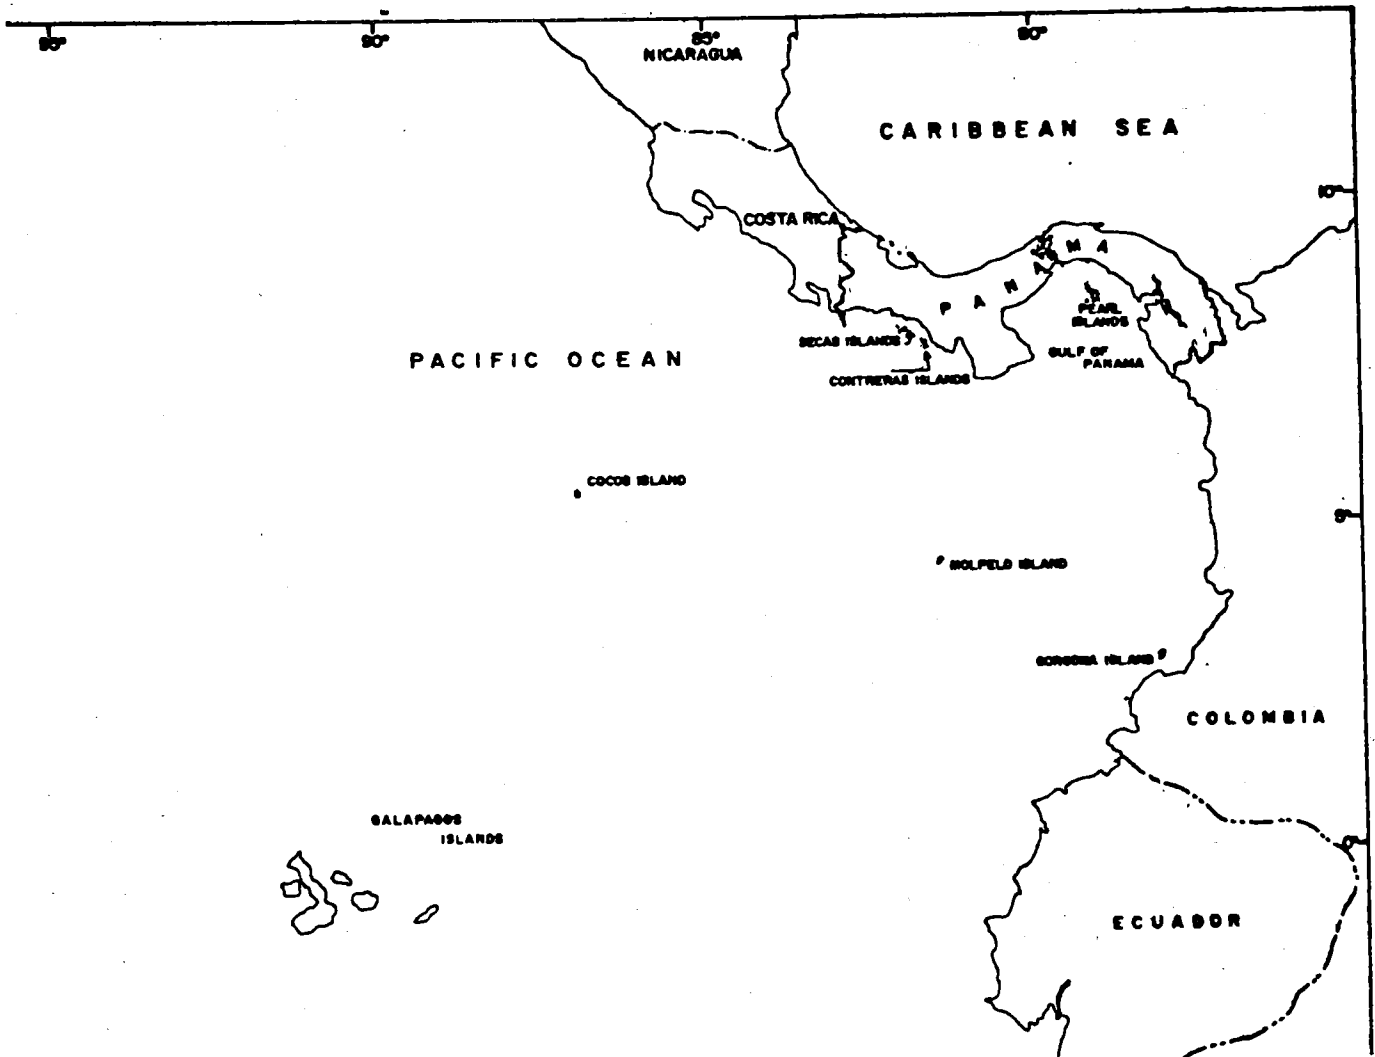 95°
90°
85°
80°
NICARAGUA
CARIBBEAN SEA
10°
COSTA RICA
PANAMA
PEARL
ISLANDS
SECAS ISLANDS
GULF OF
PANAMA
CONTRERAS ISLANDS
PACIFIC OCEAN
COCOS ISLAND
5°
MOLPELO ISLAND
GORGONA ISLAND
COLOMBIA
GALAPAGOS
ISLANDS
0°
ECUADOR